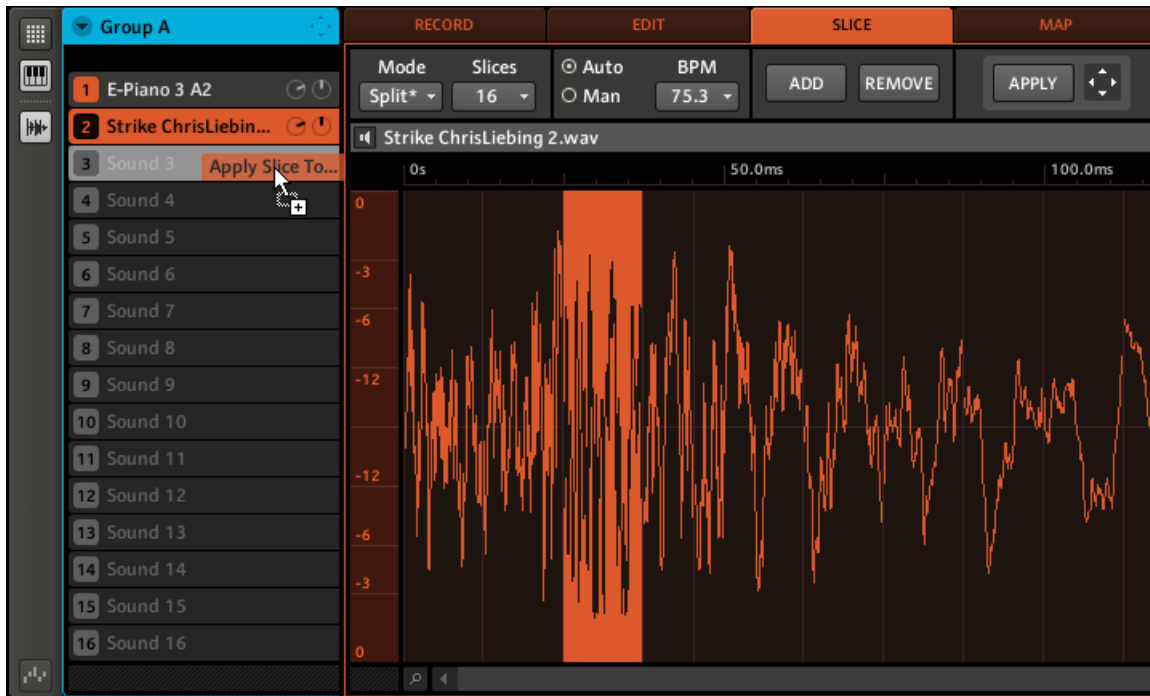 Group A
RECORD EDIT SLICE MAP
Mode Slices Auto BPM
Split* 16 Man 75.3 ADD REMOVE APPLY
1 E-Piano 3 A2
2 Strike ChrisLiebin...
Strike ChrisLiebing 2.wav
3 Sound 3 Apply Slice To...
0s 50.0ms 100.0ms
4 Sound 4
5 Sound 5
6 Sound 6
7 Sound 7
8 Sound 8
9 Sound 9
10 Sound 10
11 Sound 11
12 Sound 12
13 Sound 13
14 Sound 14
15 Sound 15
16 Sound 16
0
-3
-6
-12
-12
-6
-3
0